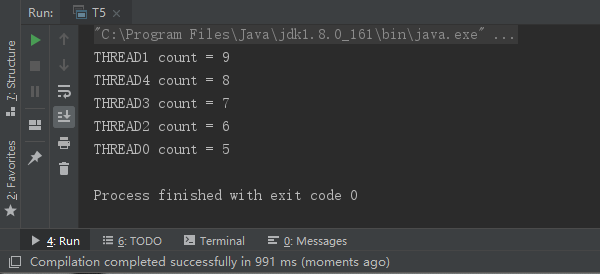 Run: T5
"C:\Program Files\Java\jdk1.8.0_161\bin\java.exe" ...
THREAD1 count = 9
THREAD4 count = 8
THREAD3 count = 7
THREAD2 count = 6
THREAD0 count = 5
Process finished with exit code 0
7: Structure
2: Favorites
4: Run 6: TODO Terminal 0: Messages
Compilation completed successfully in 991 ms (moments ago)